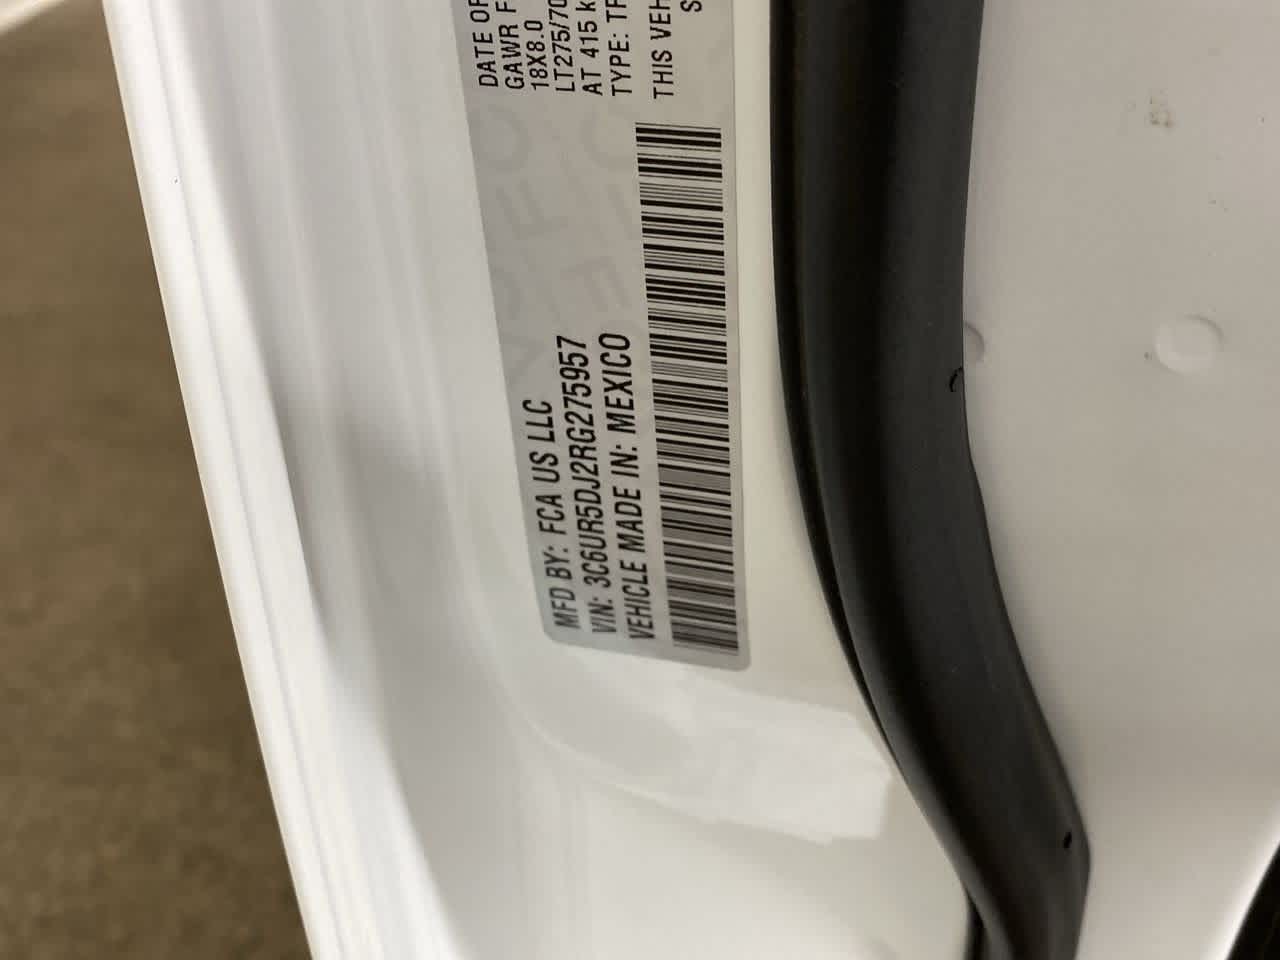 MFD BY: FCA US LLC
VIN: 3C6UR5DJ2RG275957
VEHICLE MADE IN: MEXICO
DATE OF
GAWR F
18X8.0
LT275/70
AT 415 k
TYPE: TR
THIS VEH
S